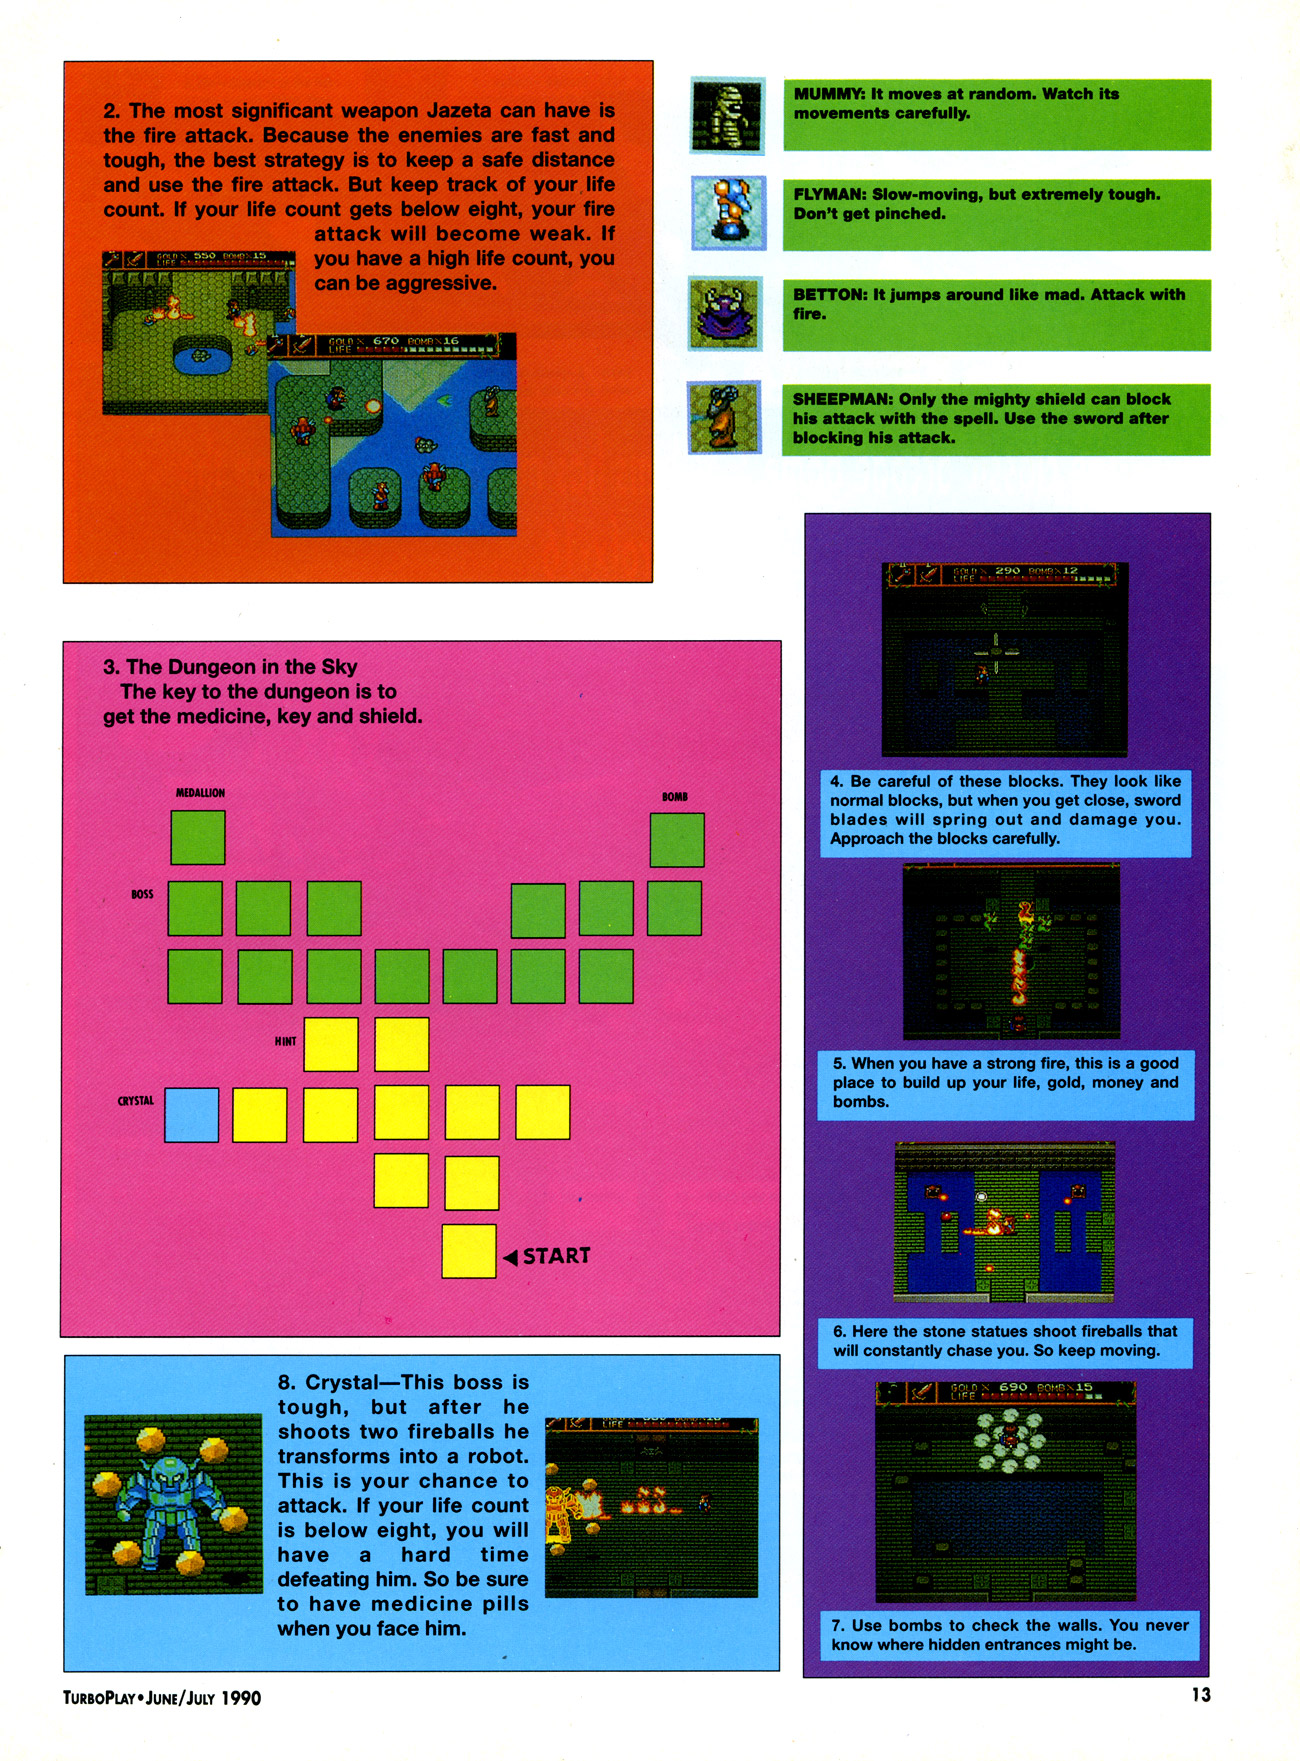 2. The most significant weapon Jazeta can have is
the fire attack. Because the enemies are fast and
tough, the best strategy is to keep a safe distance
and use the fire attack. But keep track of your life
count. If your life count gets below eight, your fire
attack will become weak. If
you have a high life count, you
can be aggressive.
GOLD× 550 BOMB×15
LIFE
GOLD× 670 BOMB×16
LIFE
MUMMY: It moves at random. Watch its
movements carefully.
FLYMAN: Slow-moving, but extremely tough.
Don't get pinched.
BETTON: It jumps around like mad. Attack with
fire.
SHEEPMAN: Only the mighty shield can block
his attack with the spell. Use the sword after
blocking his attack.
3. The Dungeon in the Sky
The key to the dungeon is to
get the medicine, key and shield.
MEDALLION
BOMB
BOSS
HINT
CRYSTAL
START
GOLD× 290 BOMB×12
LIFE
4. Be careful of these blocks. They look like
normal blocks, but when you get close, sword
blades will spring out and damage you.
Approach the blocks carefully.
5. When you have a strong fire, this is a good
place to build up your life, gold, money and
bombs.
6. Here the stone statues shoot fireballs that
will constantly chase you. So keep moving.
GOLD× 690 BOMB×15
LIFE
7. Use bombs to check the walls. You never
know where hidden entrances might be.
8. Crystal—This boss is
tough, but after he
shoots two fireballs he
transforms into a robot.
This is your chance to
attack. If your life count
is below eight, you will
have a hard time
defeating him. So be sure
to have medicine pills
when you face him.
LIFE
TURBOPLAY•JUNE/JULY 1990
13